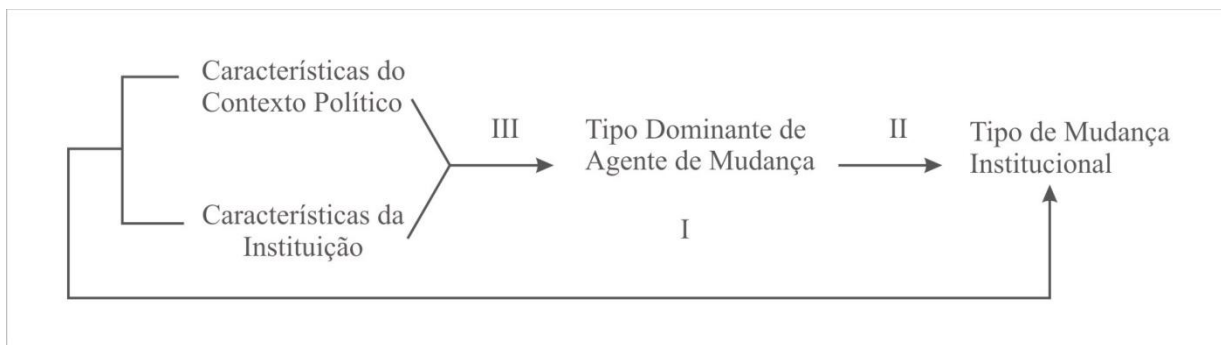 Características do
Contexto Político
III
Tipo Dominante de
Agente de Mudança
II
Tipo de Mudança
Institucional
Características da
Instituição
I